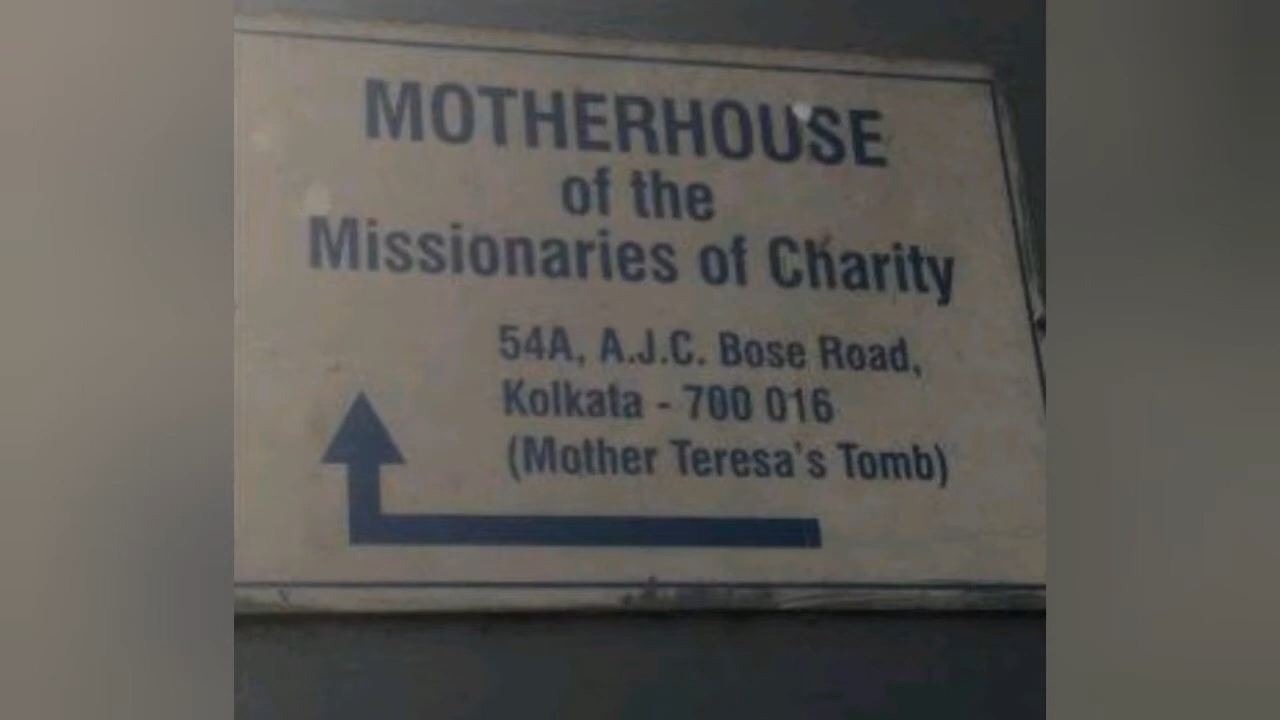 MOTHERHOUSE
of the
Missionaries of Charity
54A, A.J.C. Bose Road,
Kolkata - 700 016
(Mother Teresa's Tomb)